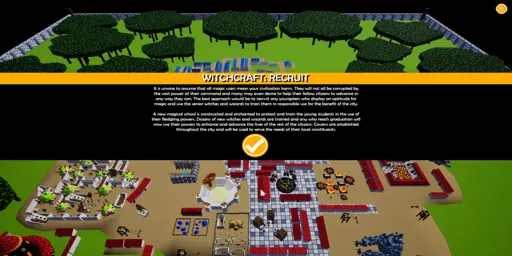 WITCHCRAFT: RECRUIT
It is unwise to assume that all magic users mean your civilisation harm. They will not all be corrupted by
the vast power at their command and many may even desire to help their fellow citizens to advance in
any way they can. The best approach would be to recruit any youngsters who display an aptitude for
magic and use the senior witches and wizards to train them in responsible use for the benefit of the city.
A new magical school is constructed and enchanted to protect and train the young students in the use of
their fledgling powers. Dozens of new witches and wizards are trained and any who reach graduation will
now use their powers to enhance and advance the lives of the rest of the citizens. Covens are established
throughout the city and will be used to serve the needs of their local constituents.